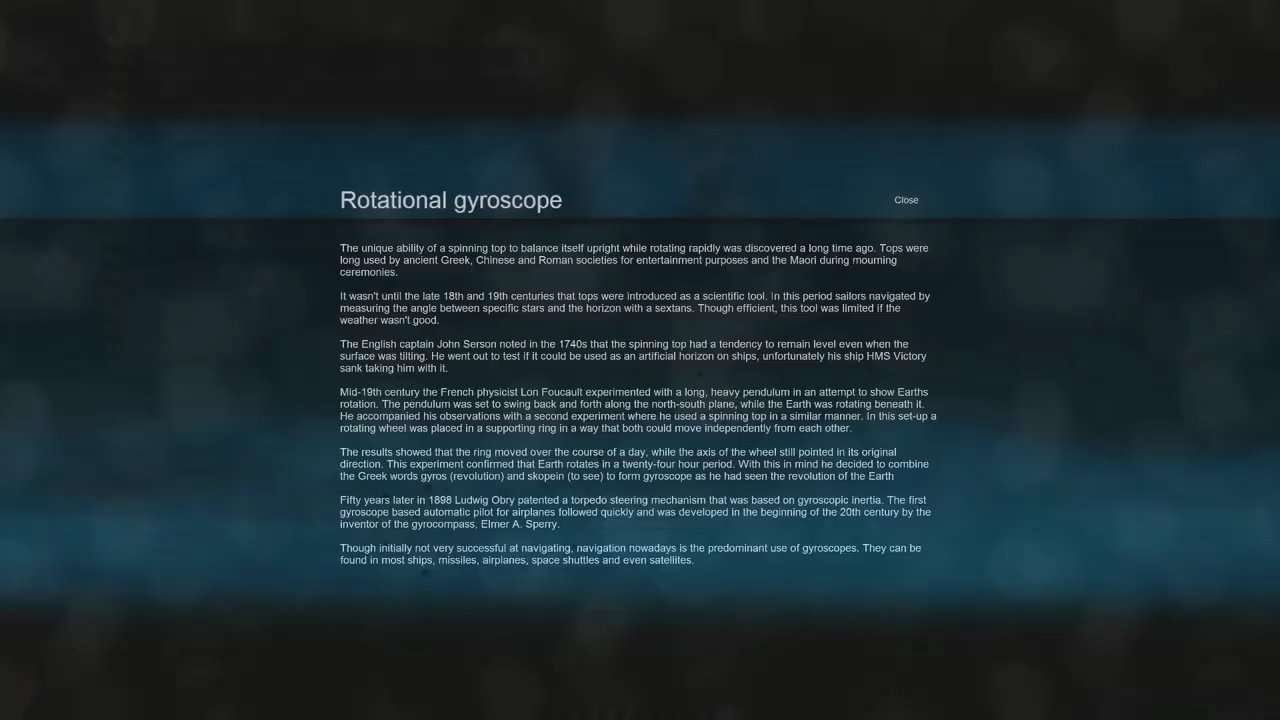 Rotational gyroscope
Close
The unique ability of a spinning top to balance itself upright while rotating rapidly was discovered a long time ago. Tops were
long used by ancient Greek, Chinese and Roman societies for entertainment purposes and the Maori during mourning
ceremonies.
It wasn't until the late 18th and 19th centuries that tops were introduced as a scientific tool. In this period sailors navigated by
measuring the angle between specific stars and the horizon with a sextans. Though efficient, this tool was limited if the
weather wasn't good.
The English captain John Serson noted in the 1740s that the spinning top had a tendency to remain level even when the
surface was tilting. He went out to test if it could be used as an artificial horizon on ships, unfortunately his ship HMS Victory
sank taking him with it.
Mid-19th century the French physicist Lon Foucault experimented with a long, heavy pendulum in an attempt to show Earths
rotation. The pendulum was set to swing back and forth along the north-south plane, while the Earth was rotating beneath it.
He accompanied his observations with a second experiment where he used a spinning top in a similar manner. In this set-up a
rotating wheel was placed in a supporting ring in a way that both could move independently from each other.
The results showed that the ring moved over the course of a day, while the axis of the wheel still pointed in its original
direction. This experiment confirmed that Earth rotates in a twenty-four hour period. With this in mind he decided to combine
the Greek words gyros (revolution) and skopein (to see) to form gyroscope as he had seen the revolution of the Earth
Fifty years later in 1898 Ludwig Obry patented a torpedo steering mechanism that was based on gyroscopic inertia. The first
gyroscope based automatic pilot for airplanes followed quickly and was developed in the beginning of the 20th century by the
inventor of the gyrocompass, Elmer A. Sperry.
Though initially not very successful at navigating, navigation nowadays is the predominant use of gyroscopes. They can be
found in most ships, missiles, airplanes, space shuttles and even satellites.